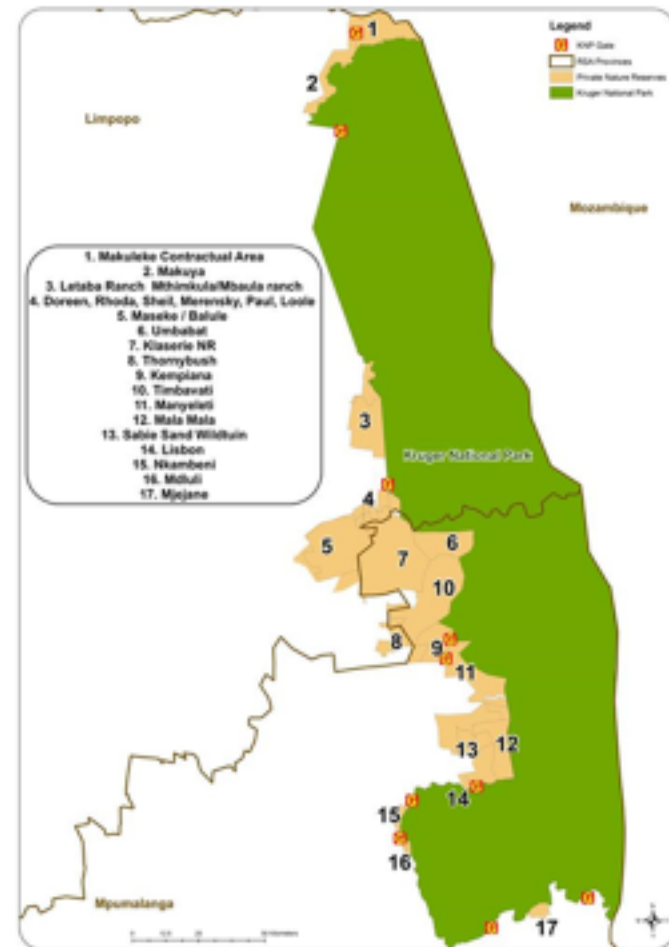 Legend
KNP Gate
RSA Provinces
Private Nature Reserves
Kruger National Park
1
2
Limpopo
Mozambique
1. Makuleke Contractual Area
2. Makuya
3. Letaba Ranch Mthimkulu/Mbaula ranch
4. Doreen, Rhoda, Sheil, Merensky, Paul, Loole
5. Maseke / Balule
6. Umbabat
7. Klaserie NR
8. Thornybush
9. Kempiana
10. Timbavati
11. Manyeleti
12. Mala Mala
13. Sabie Sand Wildtuin
14. Lisbon
15. Nkambeni
16. Mdluli
17. Mjejane
3
Kruger National Park
4
5
7
6
10
8
9
11
13
12
14
15
16
Mpumalanga
17